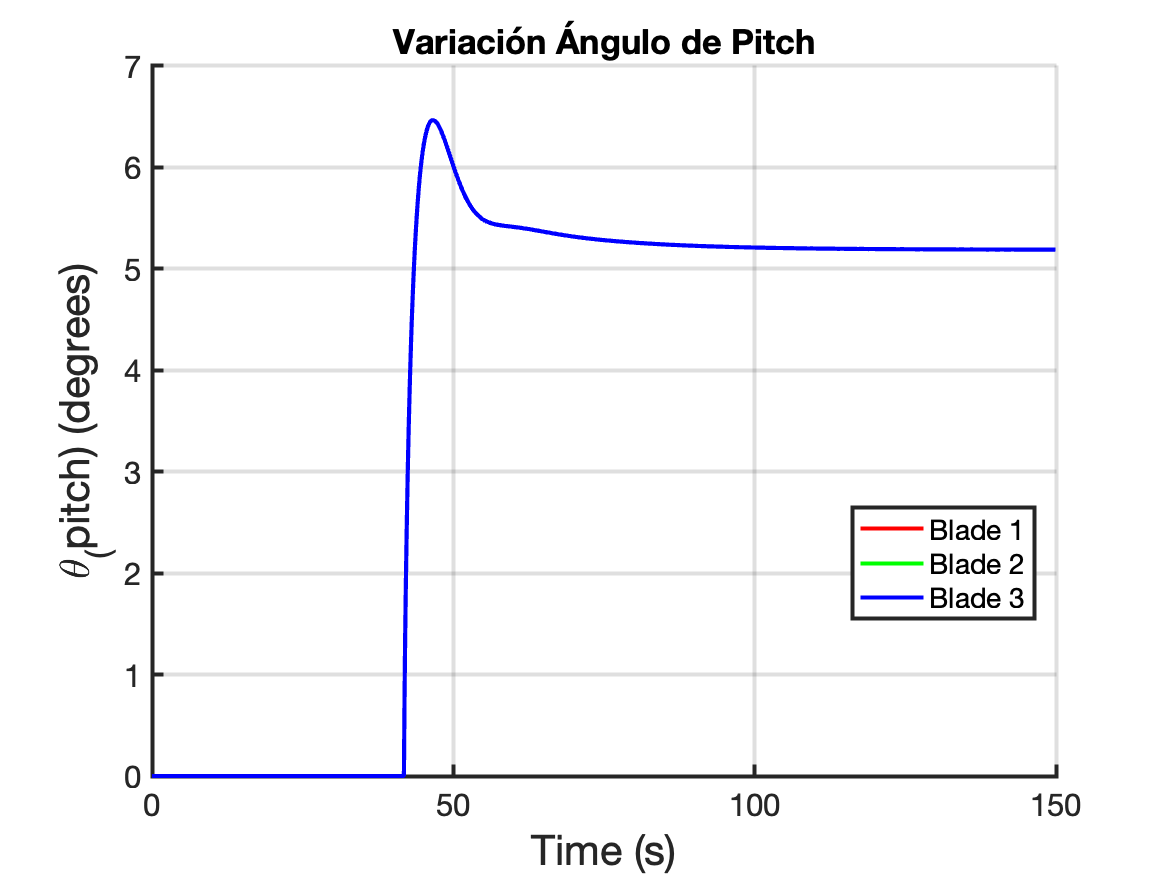 Variación Ángulo de Pitch
7
6
5
4
3
2
1
0
θ(pitch) (degrees)
0 50 100 150
Time (s)
Blade 1
Blade 2
Blade 3